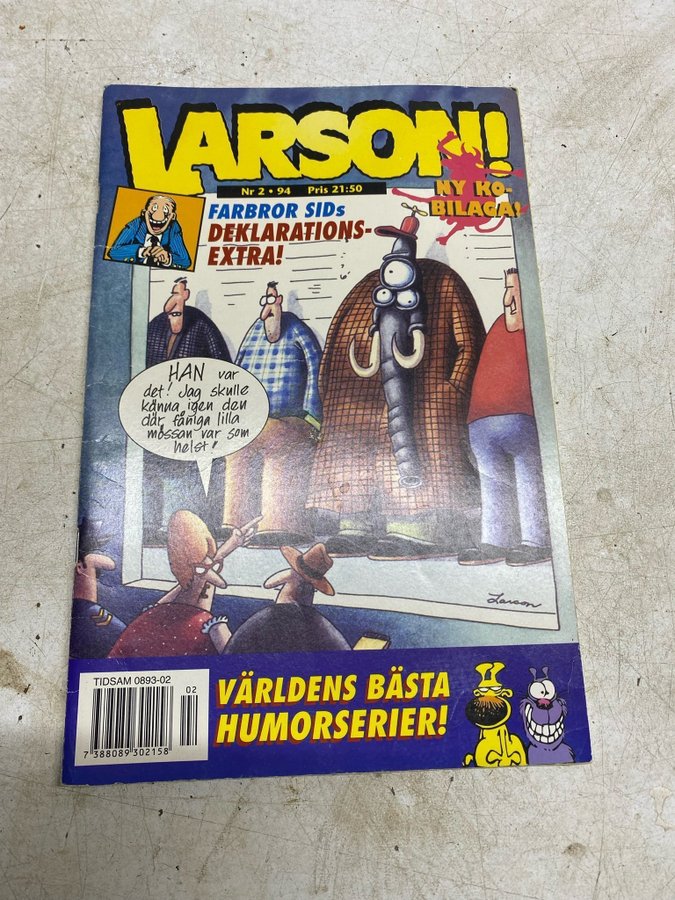 LARSON!
Nr 2 • 94 Pris 21:50
NY KO-
BILAGA!
FARBROR SIDs
DEKLARATIONS-
EXTRA!
HAN var
det! Jag skulle
känna igen den
där fåniga lilla
mössan var som
helst!
Larson
TIDSAM 0893-02
02
7 388089 302158
VÄRLDENS BÄSTA
HUMORSERIER!